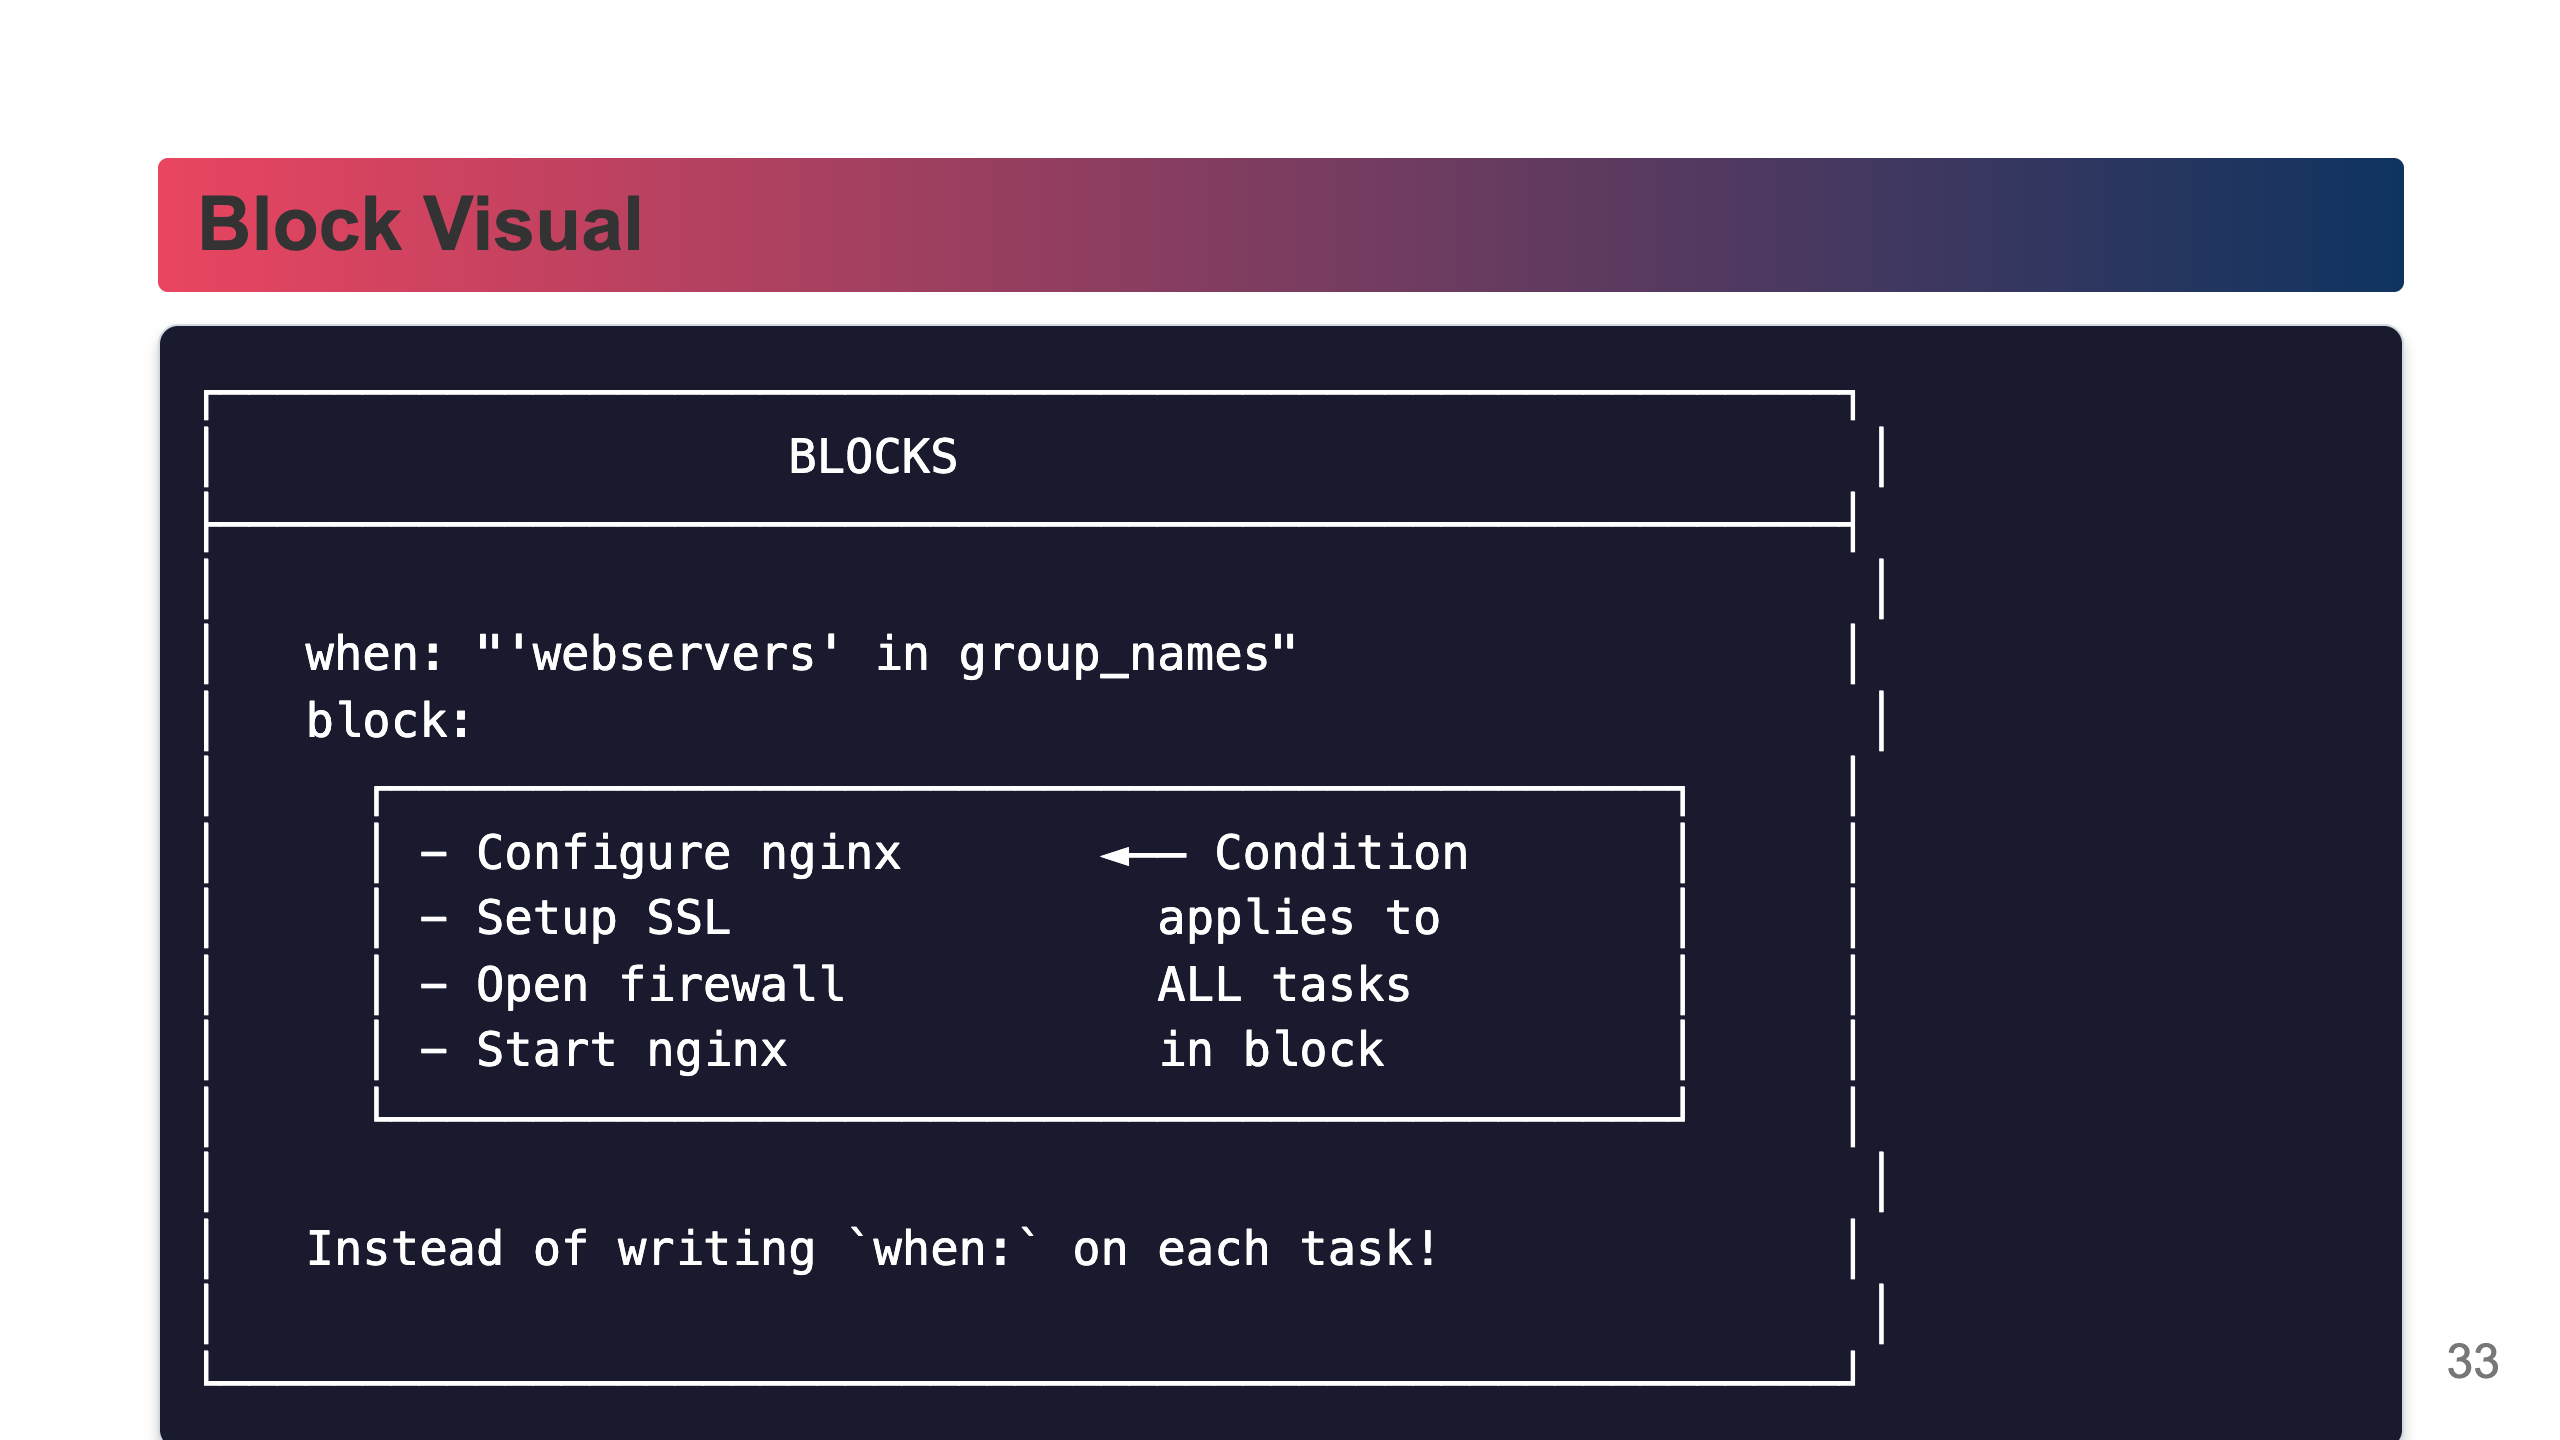 Block Visual
BLOCKS
when: "'webservers' in group_names"
block:
- Configure nginx ◄── Condition
- Setup SSL applies to
- Open firewall ALL tasks
- Start nginx in block
Instead of writing `when:` on each task!
33